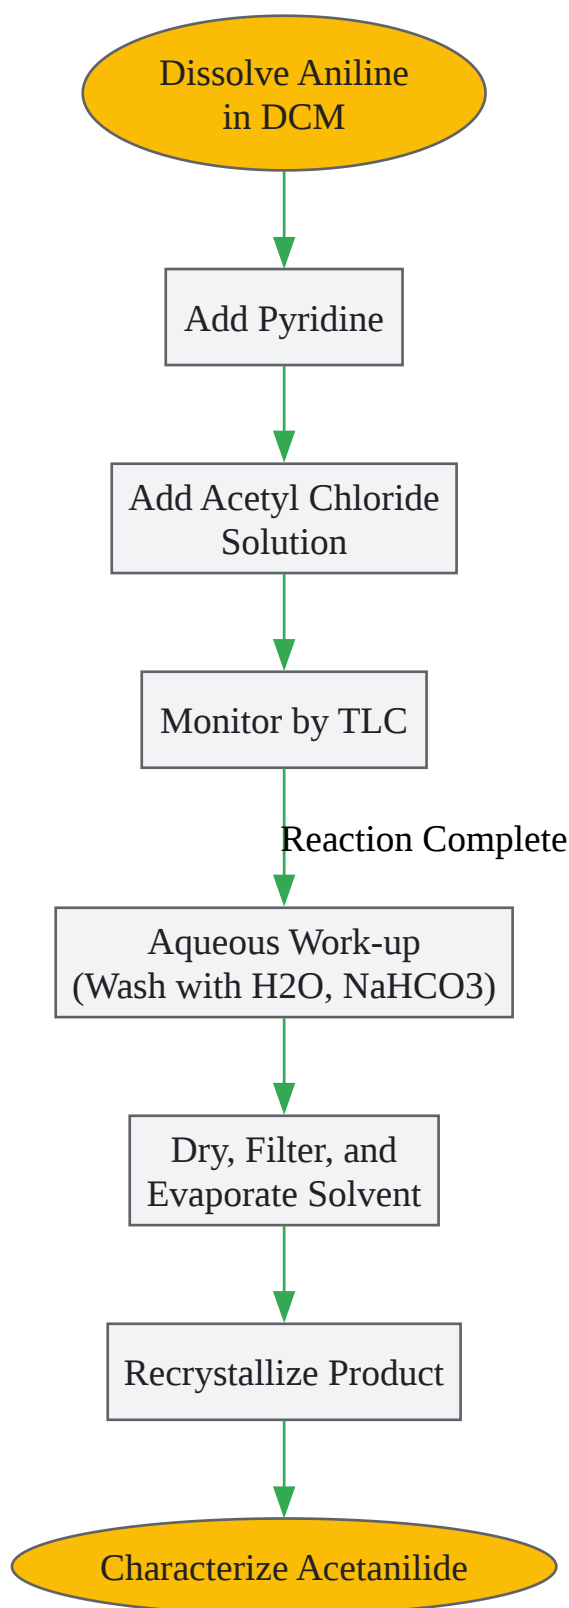 Dissolve Aniline
in DCM
Add Pyridine
Add Acetyl Chloride
Solution
Monitor by TLC
Reaction Complete
Aqueous Work-up
(Wash with H2O, NaHCO3)
Dry, Filter, and
Evaporate Solvent
Recrystallize Product
Characterize Acetanilide